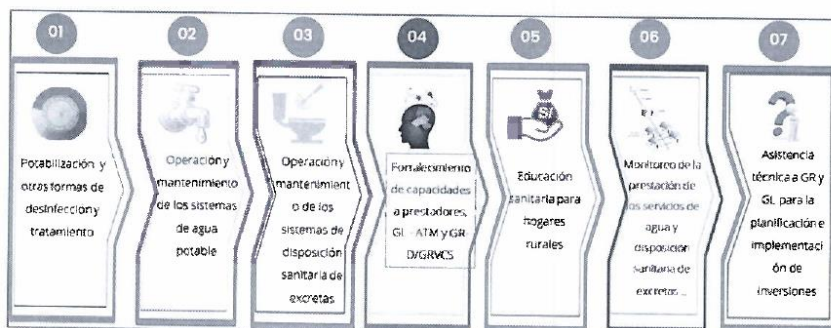 01
Potabilización y
otras formas de
desinfección y
tratamiento
02
Operación y
mantenimiento
de los sistemas
de agua
potable
03
Operación y
mantenimient
o de los
sistemas de
disposición
sanitaria de
excretas
04
Fortalecimiento
de capacidades
a prestadores,
GL - ATM y GR-
D/GRVCS
05
S/
Educación
sanitaria para
hogares
rurales
06
Monitoreo de la
prestación de
los servicios de
agua y
disposición
sanitaria de
excretas ..
07
Asistencia
técnica a GR y
GL para la
planificación e
implementaci
ón de
inversiones